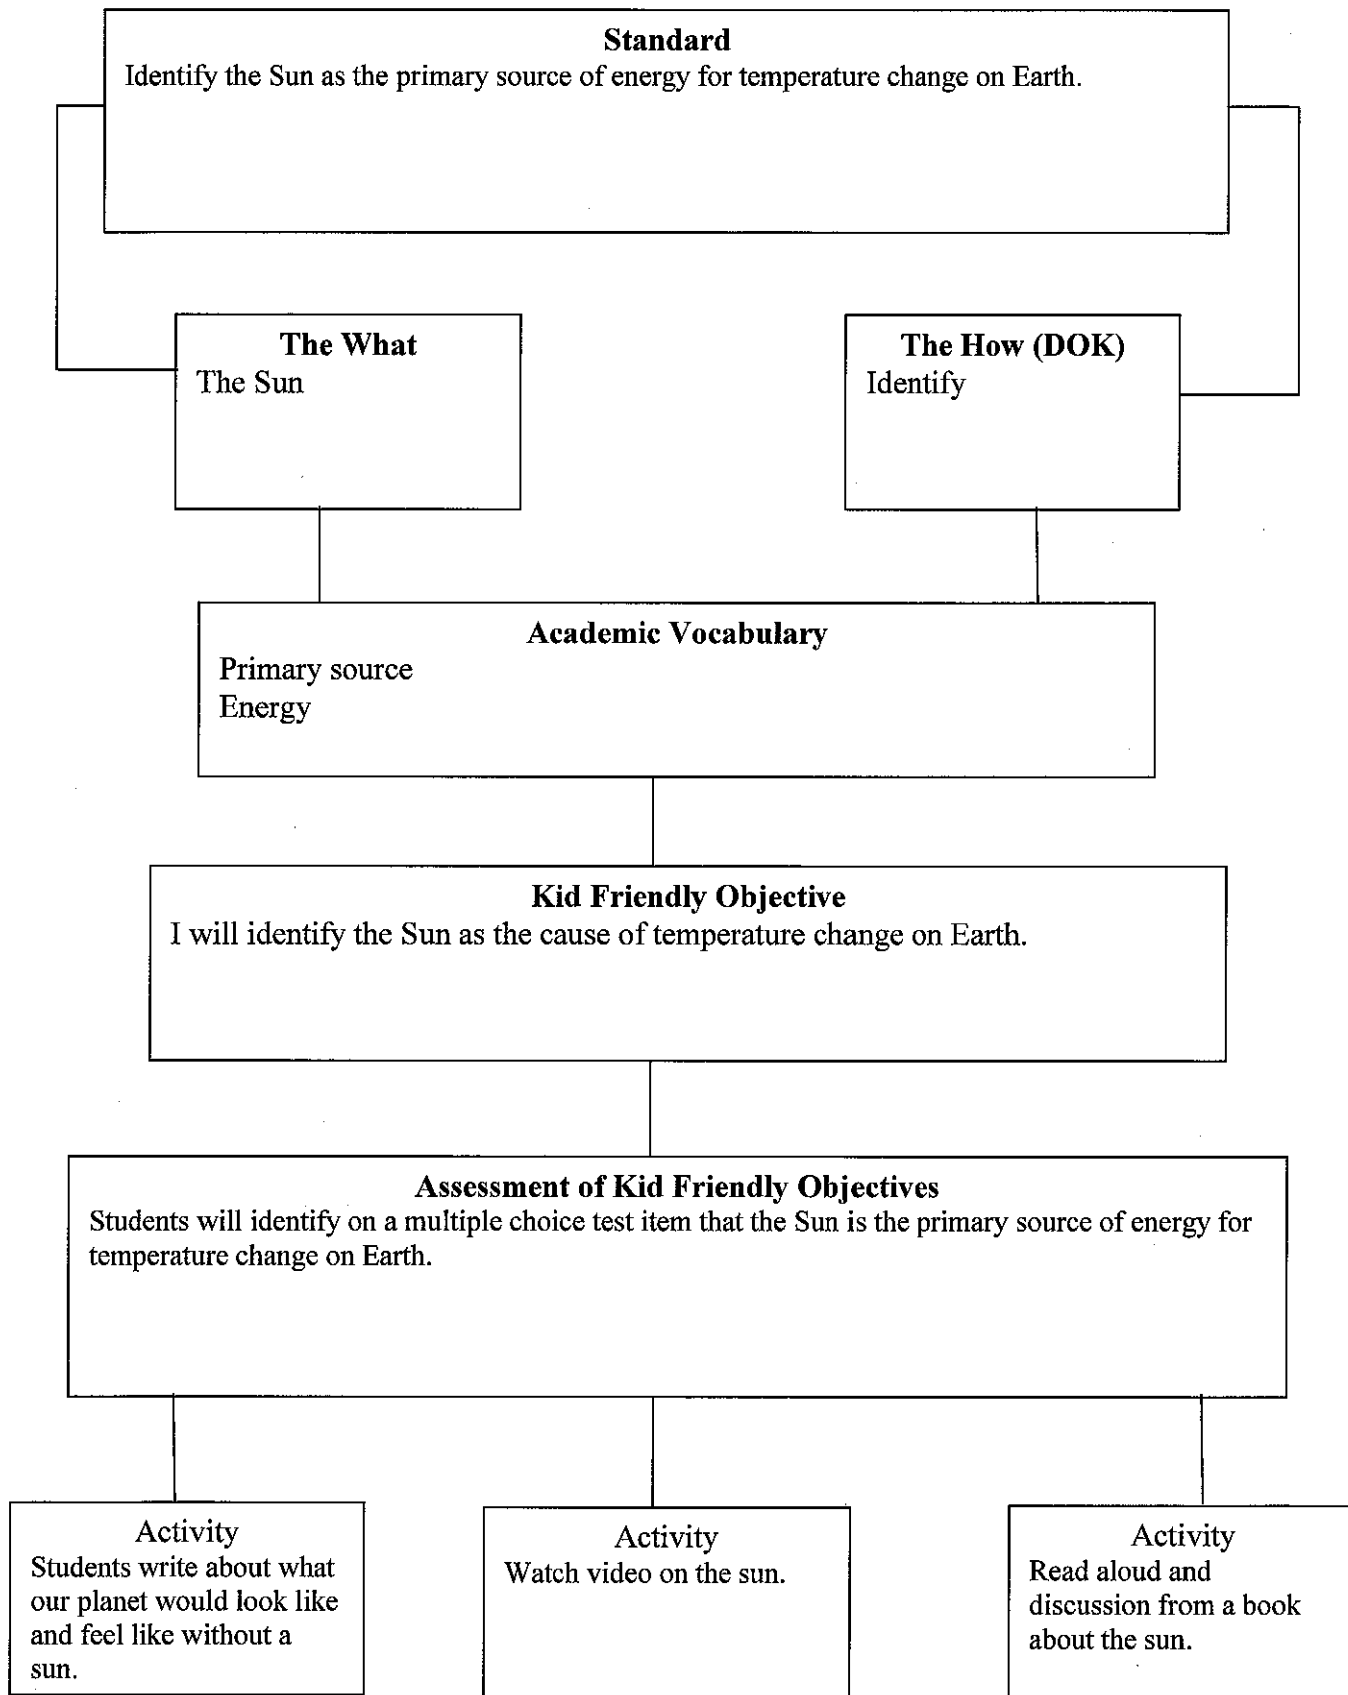 Standard
Identify the Sun as the primary source of energy for temperature change on Earth.
The What
The Sun
The How (DOK)
Identify
Academic Vocabulary
Primary source
Energy
Kid Friendly Objective
I will identify the Sun as the cause of temperature change on Earth.
Assessment of Kid Friendly Objectives
Students will identify on a multiple choice test item that the Sun is the primary source of energy for
temperature change on Earth.
Activity
Students write about what
our planet would look like
and feel like without a
sun.
Activity
Watch video on the sun.
Activity
Read aloud and
discussion from a book
about the sun.